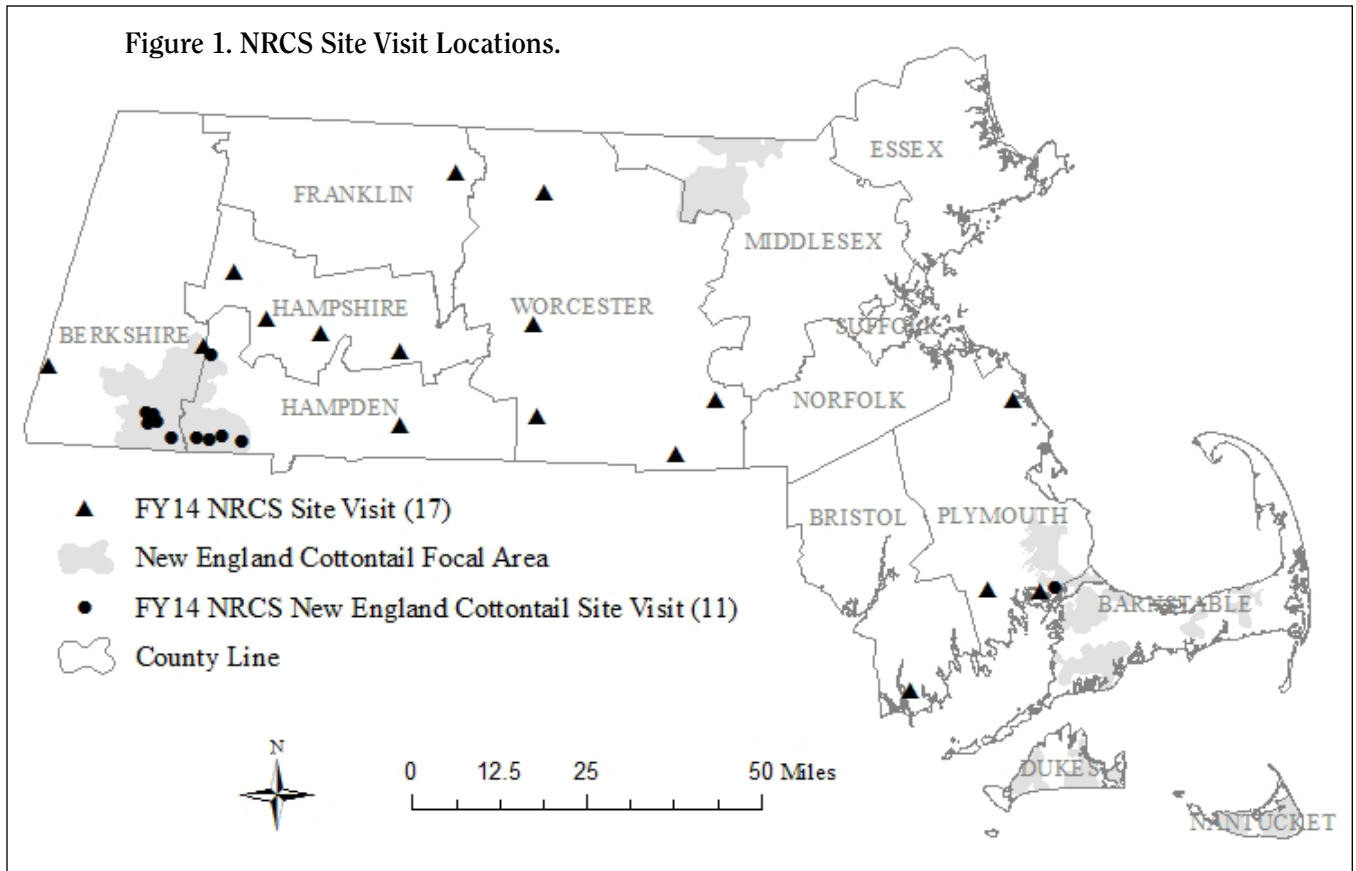 Figure 1. NRCS Site Visit Locations.
ESSEX
FRANKLIN
MIDDLESEX
HAMPSHIRE
WORCESTER
BERKSHIRE
SUFFOLK
HAMPDEN
NORFOLK
FY14 NRCS Site Visit (17)
BRISTOL
PLYMOUTH
New England Cottontail Focal Area
FY14 NRCS New England Cottontail Site Visit (11)
BARNSTABLE
County Line
N
0 12.5 25 50 Miles
DUKES
NANTUCKET